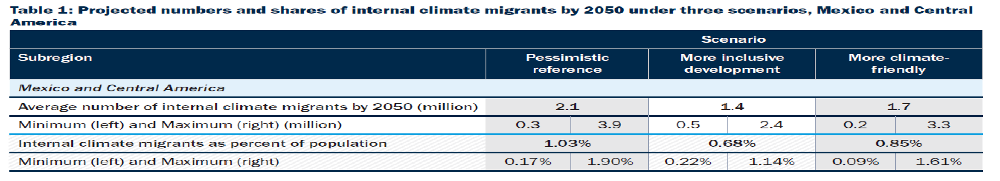 Table 1: Projected numbers and shares of internal climate migrants by 2050 under three scenarios, Mexico and Central
America
Scenario
Subregion Pessimistic reference More inclusive development More climate-friendly
Mexico and Central America
Average number of internal climate migrants by 2050 (million) 2.1 1.4 1.7
Minimum (left) and Maximum (right) (million) 0.3 3.9 0.5 2.4 0.2 3.3
Internal climate migrants as percent of population 1.03% 0.68% 0.85%
Minimum (left) and Maximum (right) 0.17% 1.90% 0.22% 1.14% 0.09% 1.61%